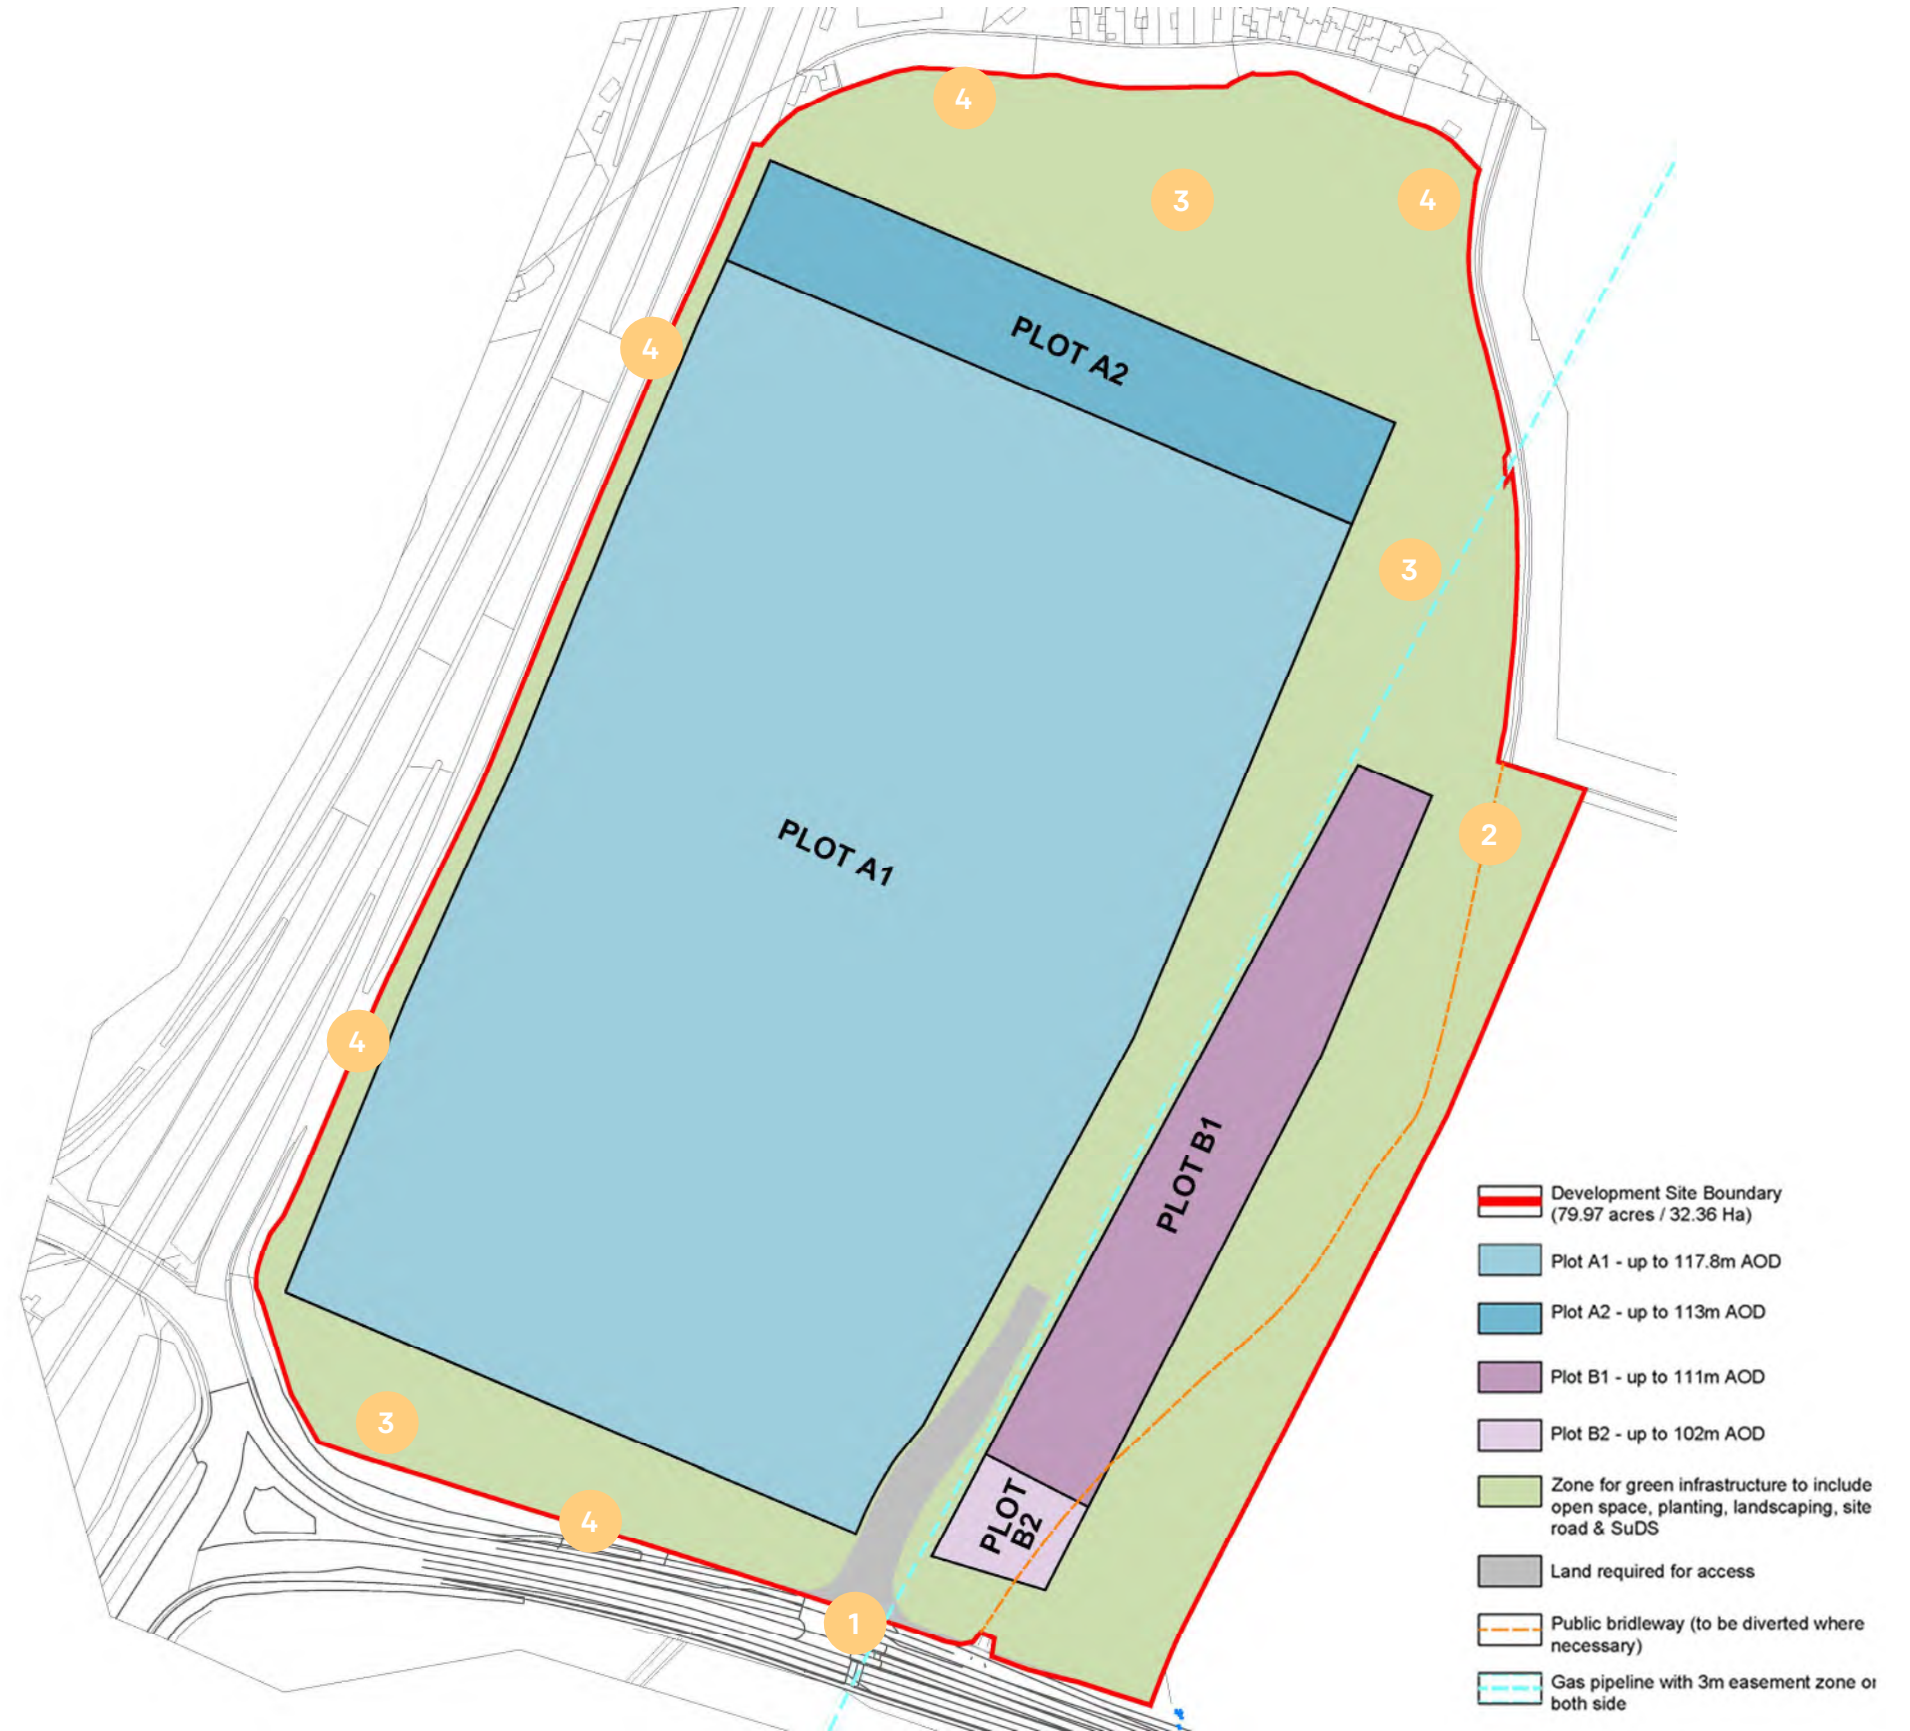 4
3
4
PLOT A2
4
3
2
PLOT A1
4
PLOT B1
3
4
PLOT
B2
1
Development Site Boundary
(79.97 acres / 32.36 Ha)
Plot A1 - up to 117.8m AOD
Plot A2 - up to 113m AOD
Plot B1 - up to 111m AOD
Plot B2 - up to 102m AOD
Zone for green infrastructure to include
open space, planting, landscaping, site
road & SuDS
Land required for access
Public bridleway (to be diverted where
necessary)
Gas pipeline with 3m easement zone or
both side